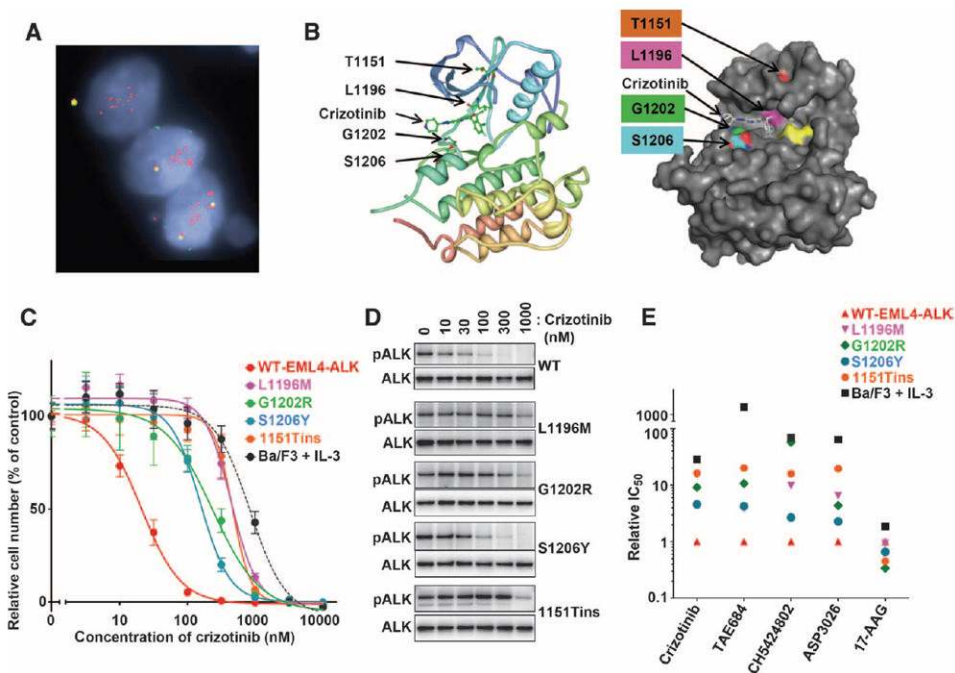 A
B
T1151
L1196
Crizotinib
G1202
S1206
T1151
L1196
Crizotinib
G1202
S1206
C
Relative cell number (% of control)
100
50
0
0
10
100
1000
10000
Concentration of crizotinib (nM)
WT-EML4-ALK
L1196M
G1202R
S1206Y
1151Tins
Ba/F3 + IL-3
D
0 10 30 100 300 1000 : Crizotinib
(nM)
pALK
ALK
WT
pALK
ALK
L1196M
pALK
ALK
G1202R
pALK
ALK
S1206Y
pALK
ALK
1151Tins
E
WT-EML4-ALK
L1196M
G1202R
S1206Y
1151Tins
Ba/F3 + IL-3
Relative IC50
1000
100
10
1
0.1
Crizotinib
TAE684
CH5424802
ASP3026
17-AAG